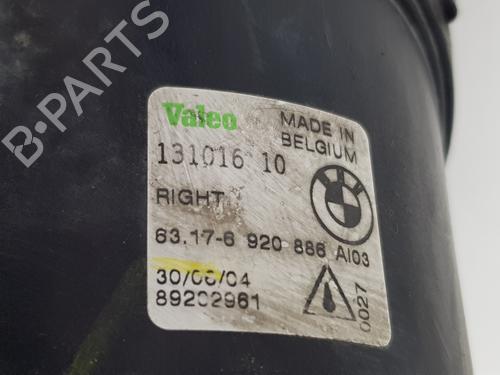 B-PARTS
Valeo
MADE IN
BELGIUM
131016 10
RIGHT
63.17-6 920 886 AI03
30/06/04
89202961
0027